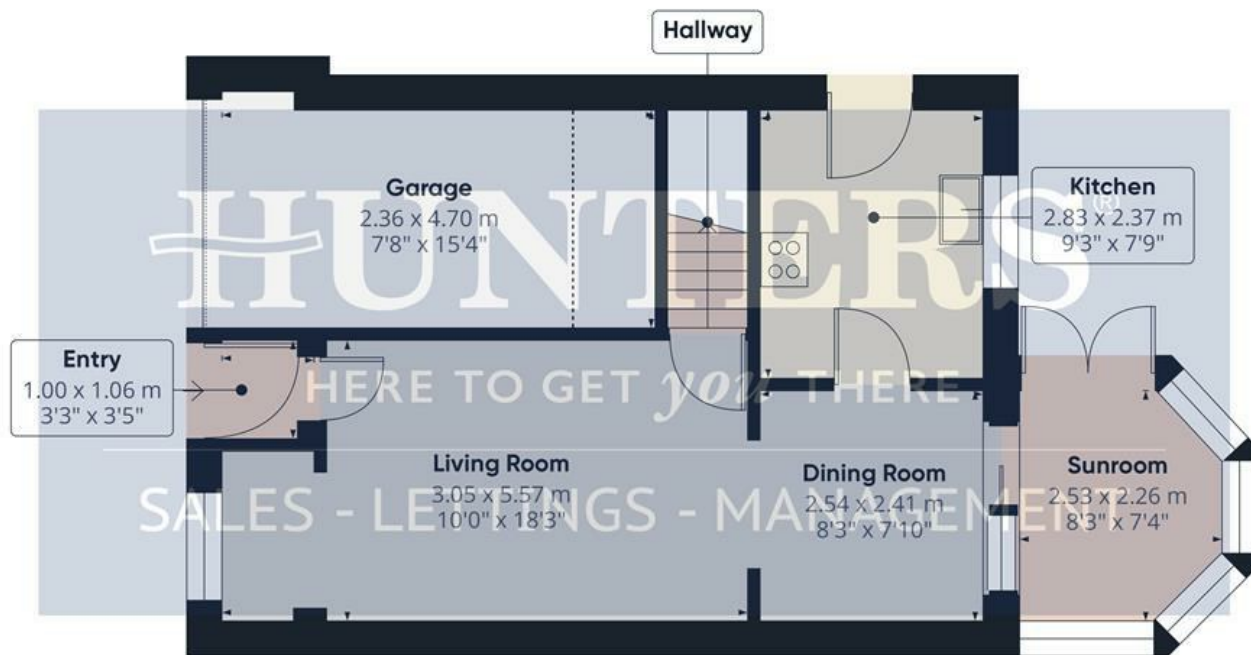 Hallway
Garage
2.36 x 4.70 m
7'8" x 15'4"
Kitchen
2.83 x 2.37 m
9'3" x 7'9"
HUNTERS®
Entry
1.00 x 1.06 m
3'3" x 3'5"
HERE TO GET you THERE
Living Room
3.05 x 5.57 m
10'0" x 18'3"
Dining Room
2.54 x 2.41 m
8'3" x 7'10"
Sunroom
2.53 x 2.26 m
8'3" x 7'4"
SALES - LETTINGS - MANAGEMENT